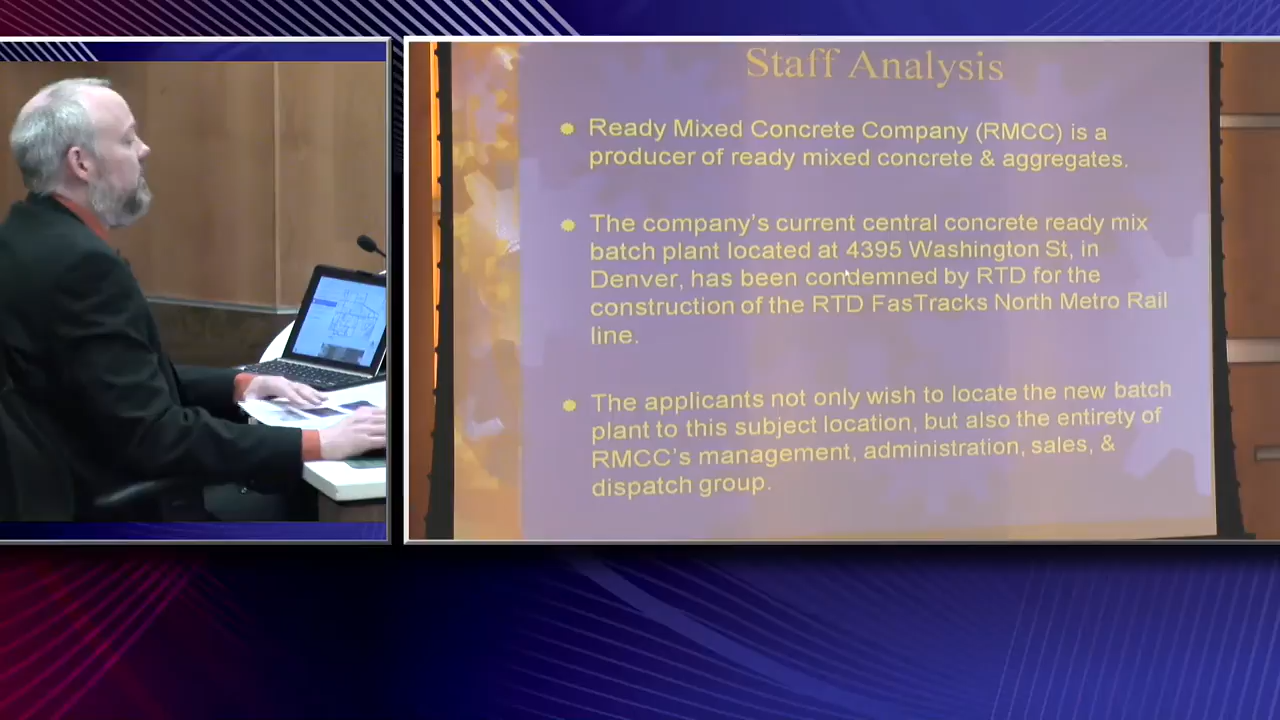 Staff Analysis
Ready Mixed Concrete Company (RMCC) is a
producer of ready mixed concrete & aggregates.
The company's current central concrete ready mix
batch plant located at 4395 Washington St, in
Denver, has been condemned by RTD for the
construction of the RTD FasTracks North Metro Rail
line.
The applicants not only wish to locate the new batch
plant to this subject location, but also the entirety of
RMCC's management, administration, sales, &
dispatch group.